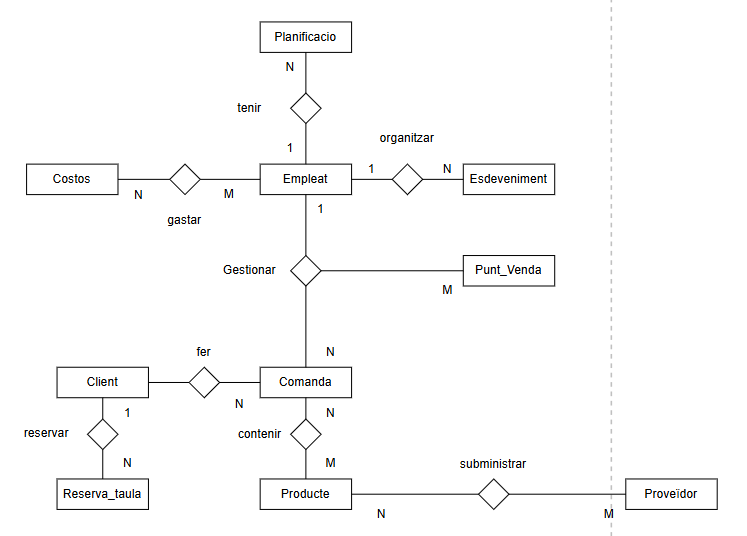 Planificacio
N
tenir
1
organitzar
Costos
N
M
gastar
Empleat
1
N
Esdeveniment
1
Gestionar
Punt_Venda
M
N
fer
Client
N
Comanda
1
N
reservar
contenir
N
M
subministrar
Reserva_taula
Producte
N
M
Proveïdor